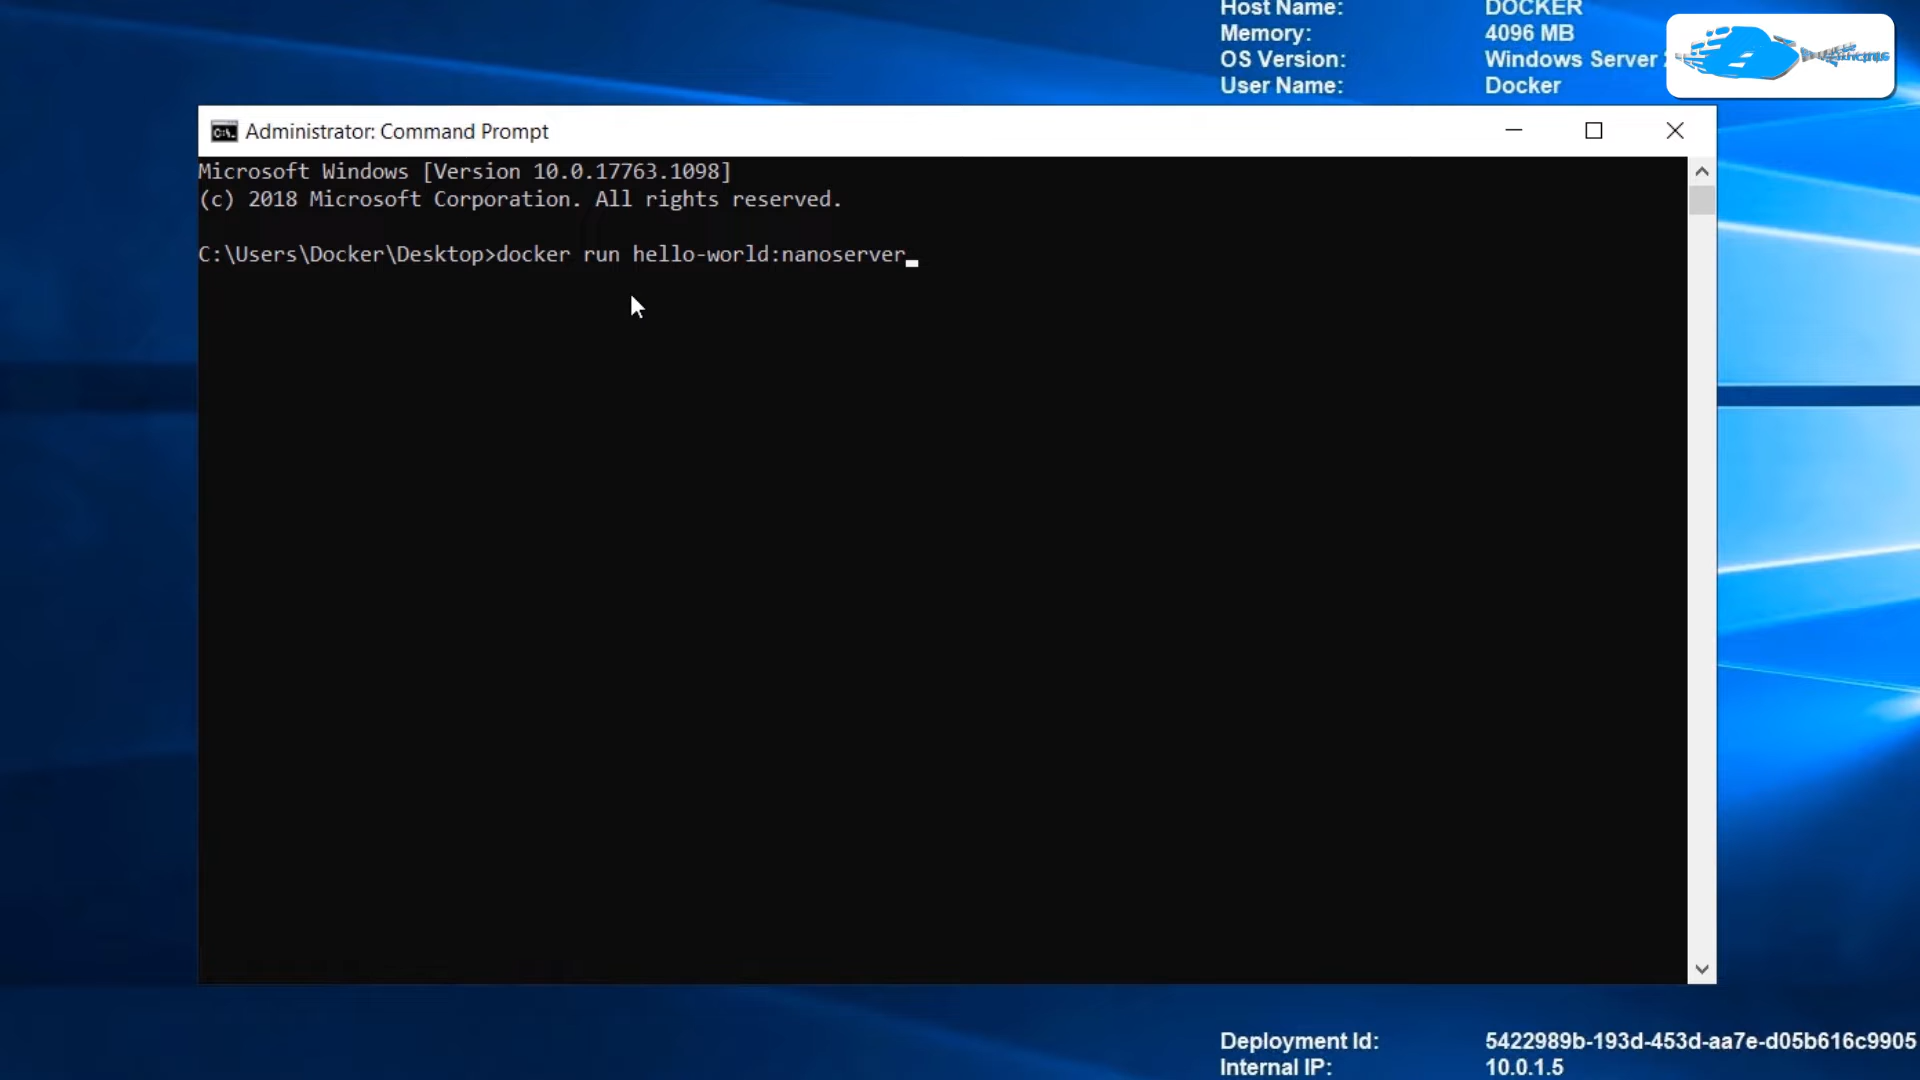 Host Name: DOCKER
Memory: 4096 MB
OS Version: Windows Server
User Name: Docker
Administrator: Command Prompt
Microsoft Windows [Version 10.0.17763.1098]
(c) 2018 Microsoft Corporation. All rights reserved.
C:\Users\Docker\Desktop>docker run hello-world:nanoserver
Deployment Id: 5422989b-193d-453d-aa7e-d05b616c9905
Internal IP: 10.0.1.5